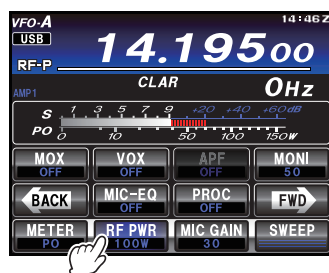 VFO-A 14:46Z
USB
14.19500
RF-P
CLAR 0Hz
AMP1
S 1 3 5 7 9 +20 +40 +60dB
PO 0 10 50 100 150W
MOX VOX APF MONI
OFF OFF OFF 50
BACK MIC-EQ PROC FWD
OFF OFF
METER RF PWR MIC GAIN SWEEP
PO 100W 30